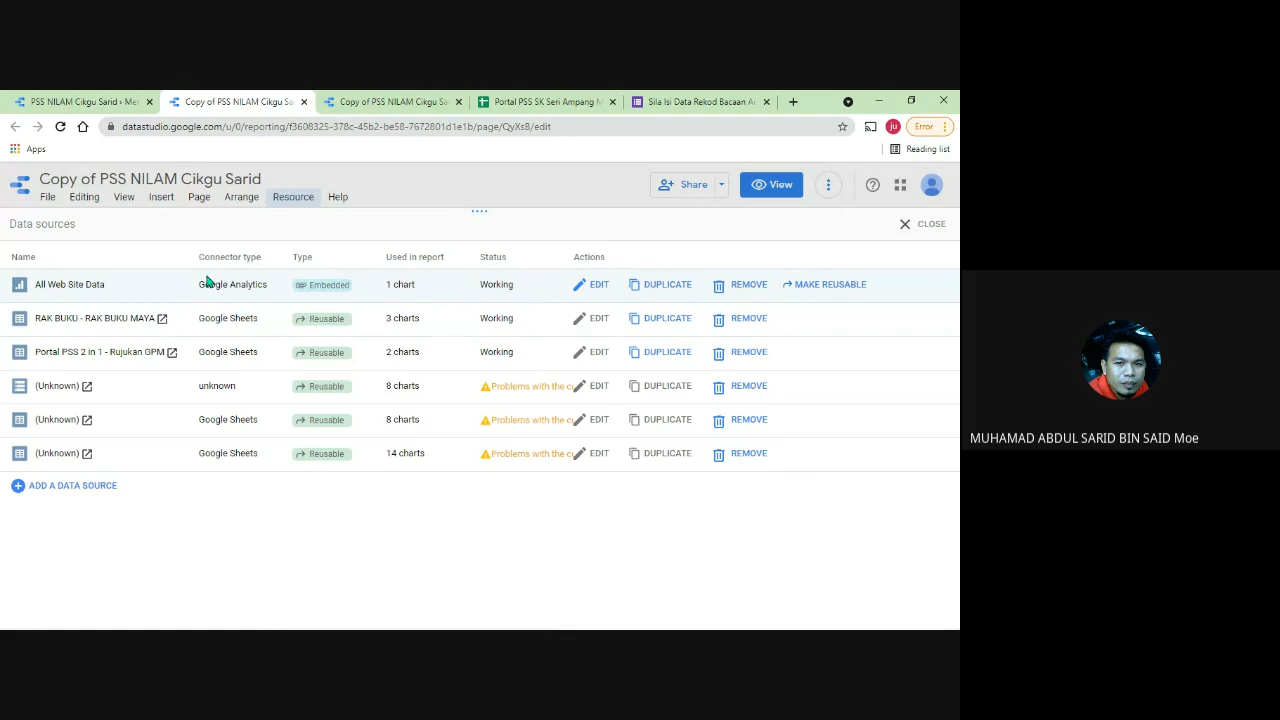 PSS NILAM Cikgu Sarid › Me
Copy of PSS NILAM Cikgu Sa
Copy of PSS NILAM Cikgu Sa
Portal PSS SK Seri Ampang M
Sila Isi Data Rekod Bacaan A
datastudio.google.com/u/0/reporting/f3608325-378c-45b2-be58-7672801d1e1b/page/QyXs8/edit
ju
Error
Apps
Reading list
Copy of PSS NILAM Cikgu Sarid
File Editing View Insert Page Arrange Resource Help
Share
View
Data sources
CLOSE
Name Connector type Type Used in report Status Actions
All Web Site Data Google Analytics Embedded 1 chart Working EDIT DUPLICATE REMOVE MAKE REUSABLE
RAK BUKU - RAK BUKU MAYA Google Sheets Reusable 3 charts Working EDIT DUPLICATE REMOVE
Portal PSS 2 in 1 - Rujukan GPM Google Sheets Reusable 2 charts Working EDIT DUPLICATE REMOVE
(Unknown) unknown Reusable 8 charts Problems with the c EDIT DUPLICATE REMOVE
(Unknown) Google Sheets Reusable 8 charts Problems with the c EDIT DUPLICATE REMOVE
(Unknown) Google Sheets Reusable 14 charts Problems with the c EDIT DUPLICATE REMOVE
ADD A DATA SOURCE
MUHAMAD ABDUL SARID BIN SAID Moe